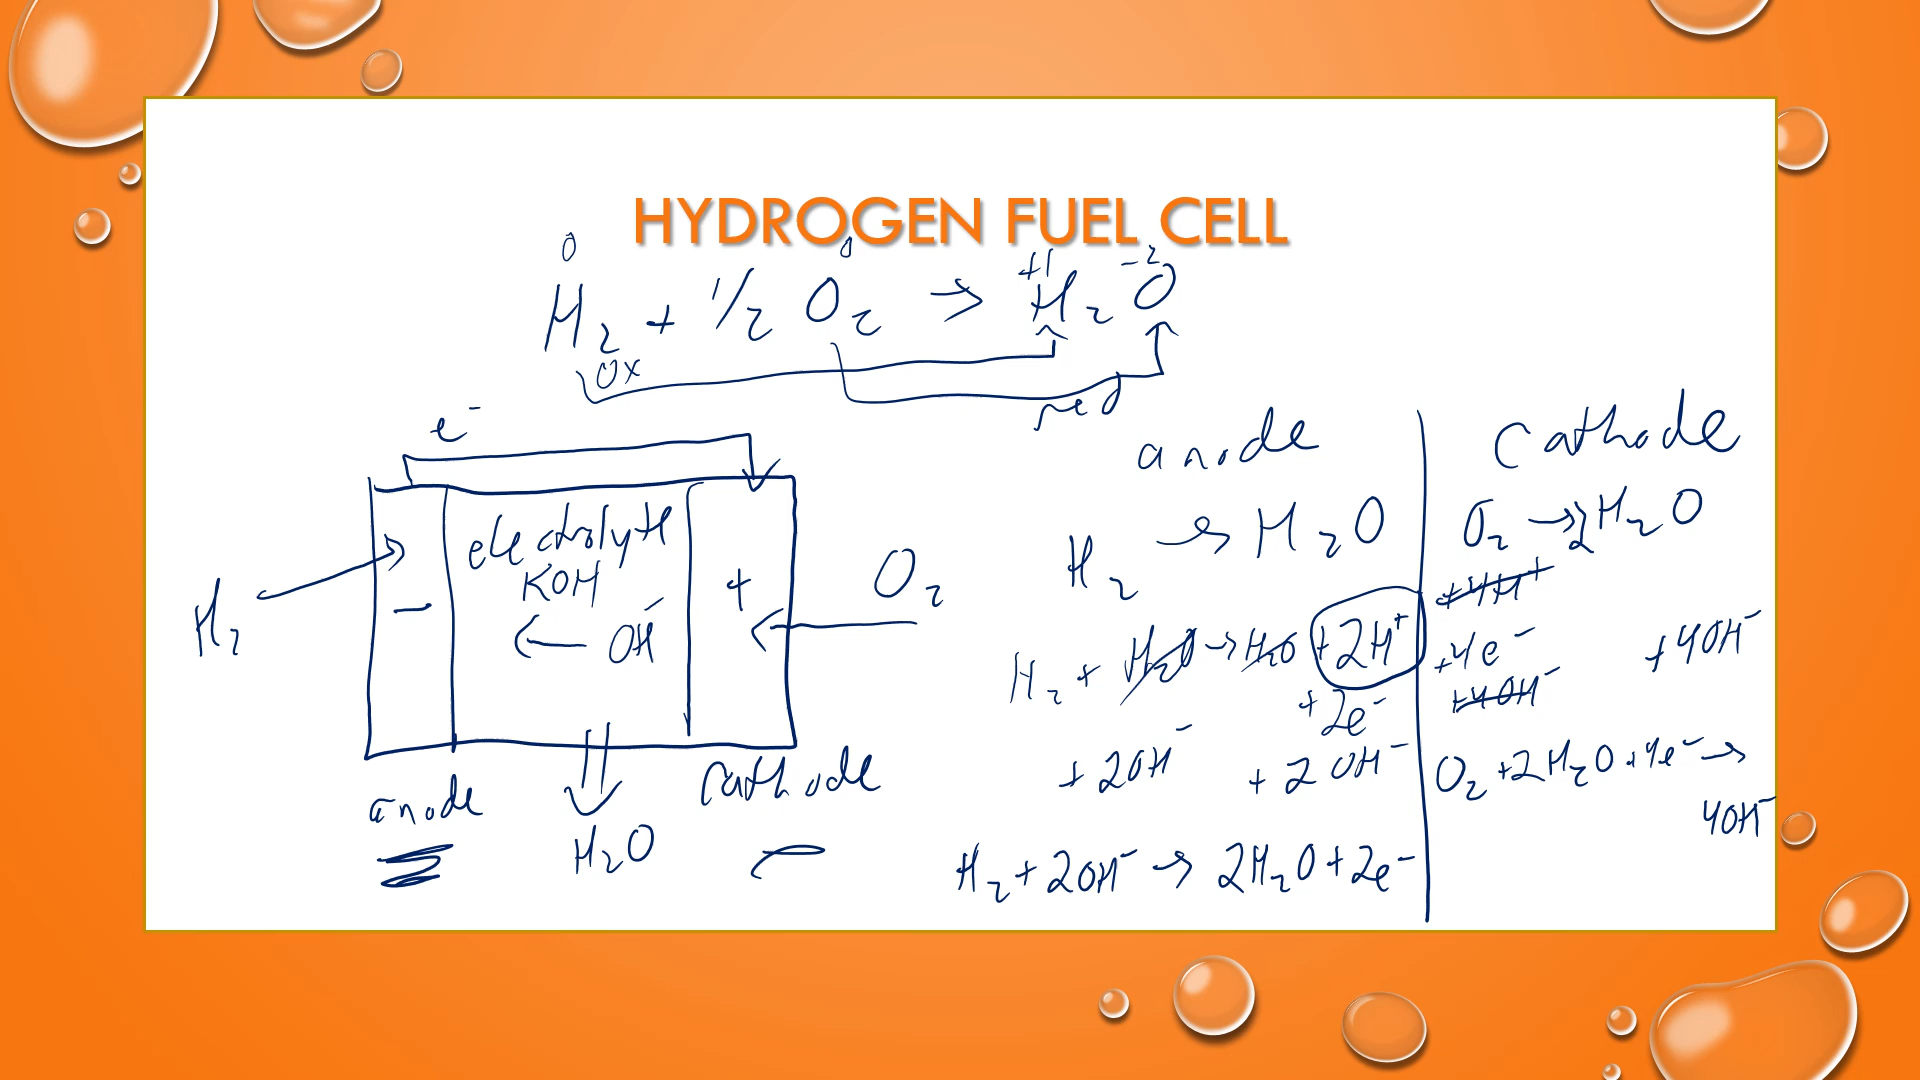 HYDROGEN FUEL CELL
0 0 +1 -2
H₂ + 1/2 O₂ → H₂O
ox
red
e⁻
electrolyte
KOH
← OH⁻
H₂
−
+
O₂
anode
cathode
H₂O
anode
H₂ → H₂O
H₂ + H₂O → H₂O + 2H⁺
+ 2e⁻
+ 2OH⁻ + 2OH⁻
H₂ + 2OH⁻ → 2H₂O + 2e⁻
cathode
O₂ → 2H₂O
+4H⁺
+4e⁻ + 4OH⁻
+4OH⁻
O₂ + 2H₂O + 4e⁻ →
4OH⁻